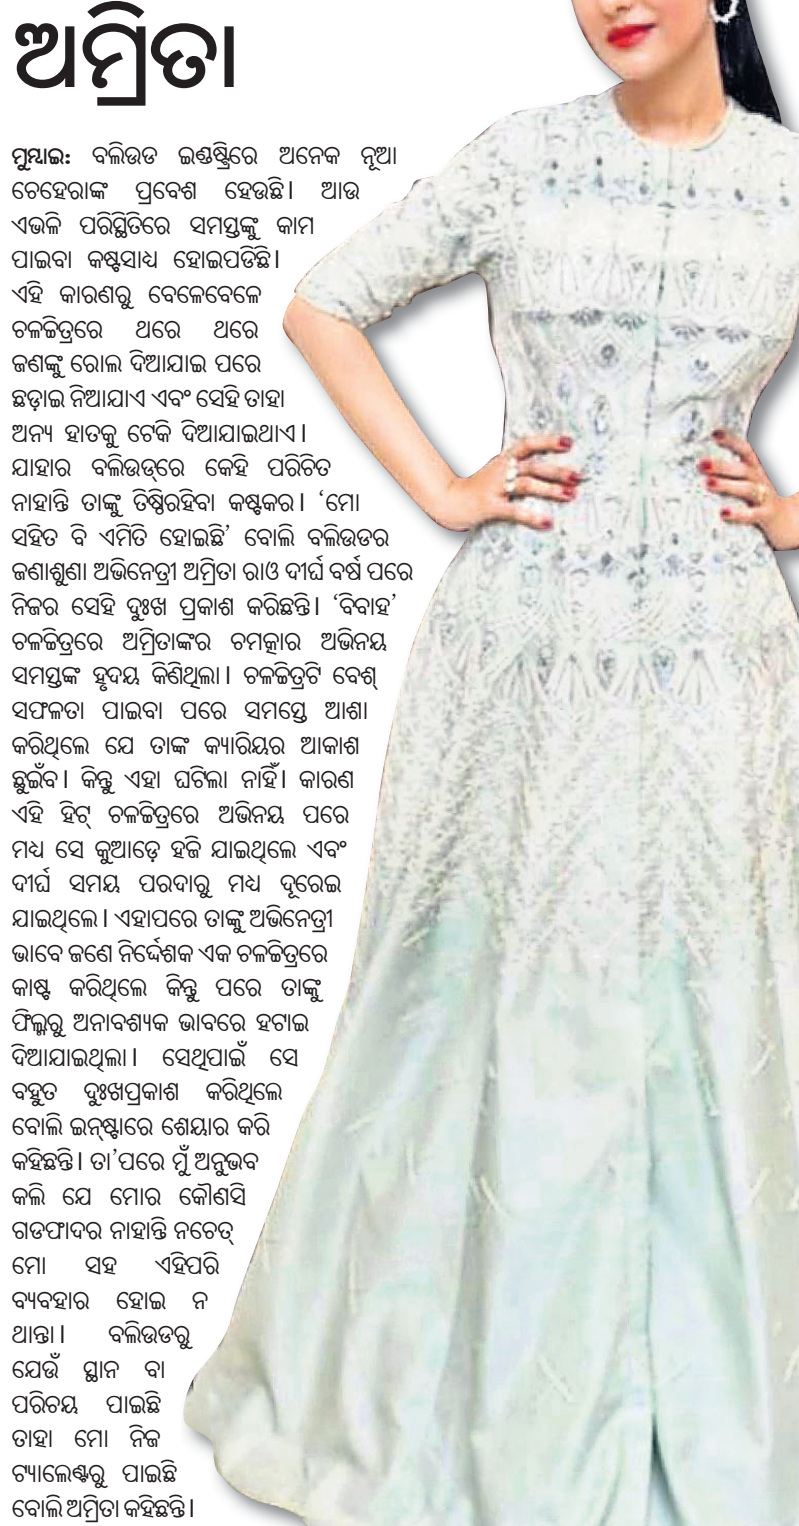 ଅମ୍ରିତା
ମୁମ୍ବାଇ: ବଲିଉଡ ଇଣ୍ଡଷ୍ଟ୍ରିରେ ଅନେକ ନୂଆ
ଚେହେରାଙ୍କ ପ୍ରବେଶ ହେଉଛି। ଆଉ
ଏଭଳି ପରିସ୍ଥିତିରେ ସମସ୍ତଙ୍କୁ କାମ
ପାଇବା କଷ୍ଟସାଧ୍ୟ ହୋଇପଡିଛି।
ଏହି କାରଣରୁ ବେଳେବେଳେ
ଚଳଚ୍ଚିତ୍ରରେ ଥରେ ଥରେ
ଜଣଙ୍କୁ ରୋଲ ଦିଆଯାଇ ପରେ
ଛଡ଼ାଇ ନିଆଯାଏ ଏବଂ ସେହି ତାହା
ଅନ୍ୟ ହାତକୁ ଟେକି ଦିଆଯାଇଥାଏ।
ଯାହାର ବଲିଉଡ୍‌ରେ କେହି ପରିଚିତ
ନାହାନ୍ତି ତାଙ୍କୁ ତିଷ୍ଠିରହିବା କଷ୍ଟକର। ‘ମୋ
ସହିତ ବି ଏମିତି ହୋଇଛି’ ବୋଲି ବଲିଉଡର
ଜଣାଶୁଣା ଅଭିନେତ୍ରୀ ଅମ୍ରିତା ରାଓ ଦୀର୍ଘ ବର୍ଷ ପରେ
ନିଜର ସେହି ଦୁଃଖ ପ୍ରକାଶ କରିଛନ୍ତି। ‘ବିବାହ’
ଚଳଚ୍ଚିତ୍ରରେ ଅମ୍ରିତାଙ୍କର ଚମତ୍କାର ଅଭିନୟ
ସମସ୍ତଙ୍କ ହୃଦୟ କିଣିଥିଲା। ଚଳଚ୍ଚିତ୍ରଟି ବେଶ୍
ସଫଳତା ପାଇବା ପରେ ସମସ୍ତେ ଆଶା
କରିଥିଲେ ଯେ ତାଙ୍କ କ୍ୟାରିୟର ଆକାଶ
ଛୁଇଁବ। କିନ୍ତୁ ଏହା ଘଟିଲା ନାହିଁ। କାରଣ
ଏହି ହିଟ୍ ଚଳଚ୍ଚିତ୍ରରେ ଅଭିନୟ ପରେ
ମଧ୍ୟ ସେ କୁଆଡ଼େ ହଜି ଯାଇଥିଲେ ଏବଂ
ଦୀର୍ଘ ସମୟ ପରଦାରୁ ମଧ୍ୟ ଦୂରେଇ
ଯାଇଥିଲେ। ଏହାପରେ ତାଙ୍କୁ ଅଭିନେତ୍ରୀ
ଭାବେ ଜଣେ ନିର୍ଦ୍ଦେଶକ ଏକ ଚଳଚ୍ଚିତ୍ରରେ
କାଷ୍ଟ କରିଥିଲେ କିନ୍ତୁ ପରେ ତାଙ୍କୁ
ଫିଲ୍ମରୁ ଅନାବଶ୍ୟକ ଭାବରେ ହଟାଇ
ଦିଆଯାଇଥିଲା। ସେଥିପାଇଁ ସେ
ବହୁତ ଦୁଃଖପ୍ରକାଶ କରିଥିଲେ
ବୋଲି ଇନ୍‌ଷ୍ଟାରେ ଶେୟାର କରି
କହିଛନ୍ତି। ତା’ପରେ ମୁଁ ଅନୁଭବ
କଲି ଯେ ମୋର କୌଣସି
ଗଡଫାଦର ନାହାନ୍ତି ନଚେତ୍
ମୋ ସହ ଏହିପରି
ବ୍ୟବହାର ହୋଇ ନ
ଥାନ୍ତା। ବଲିଉଡରୁ
ଯେଉଁ ସ୍ଥାନ ବା
ପରିଚୟ ପାଇଛି
ତାହା ମୋ ନିଜ
ଟ୍ୟାଲେଣ୍ଟରୁ ପାଇଛି
ବୋଲି ଅମ୍ରିତା କହିଛନ୍ତି।